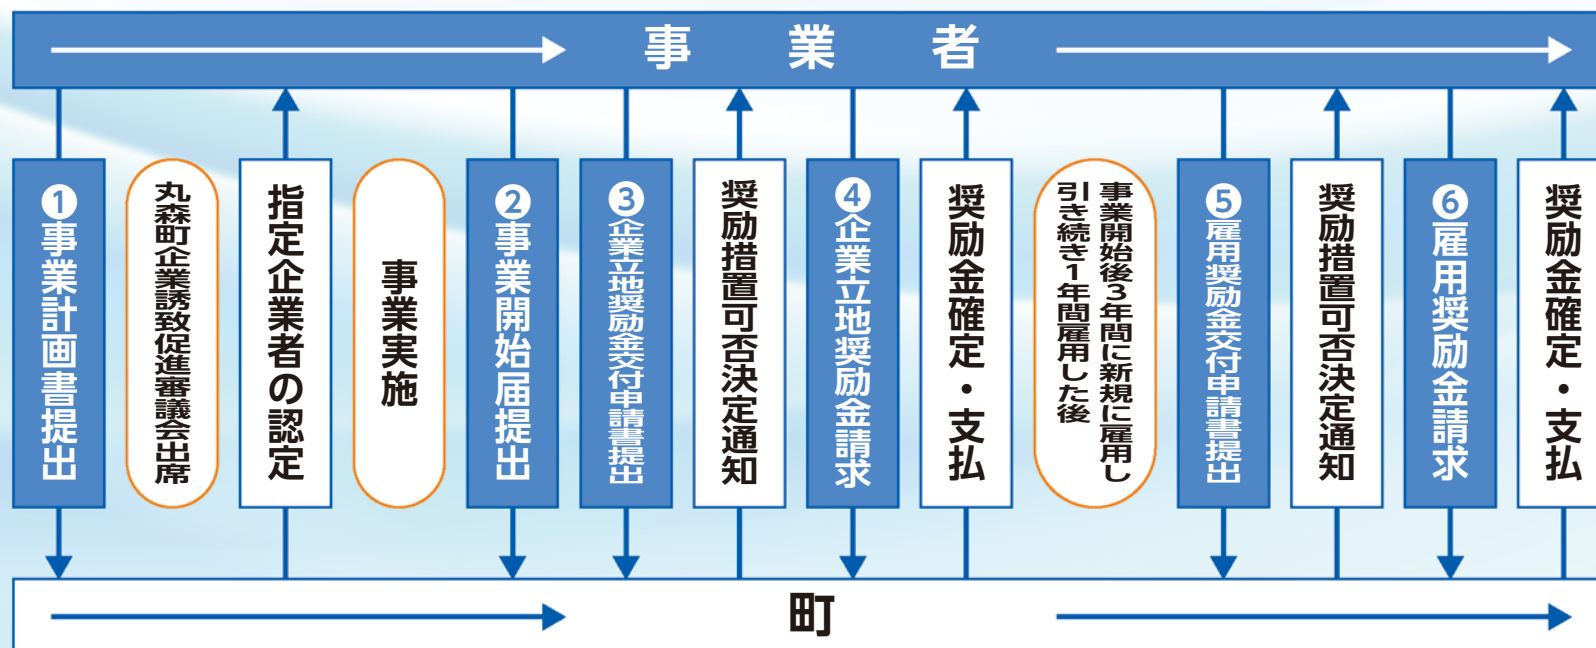 事業者
❶事業計画書提出
丸森町企業誘致促進審議会出席
指定企業者の認定
事業実施
❷事業開始届提出
❸企業立地奨励金交付申請書提出
奨励措置可否決定通知
❹企業立地奨励金請求
奨励金確定・支払
事業開始後3年間に新規に雇用し
引き続き1年間雇用した後
❺雇用奨励金交付申請書提出
奨励措置可否決定通知
❻雇用奨励金請求
奨励金確定・支払
町